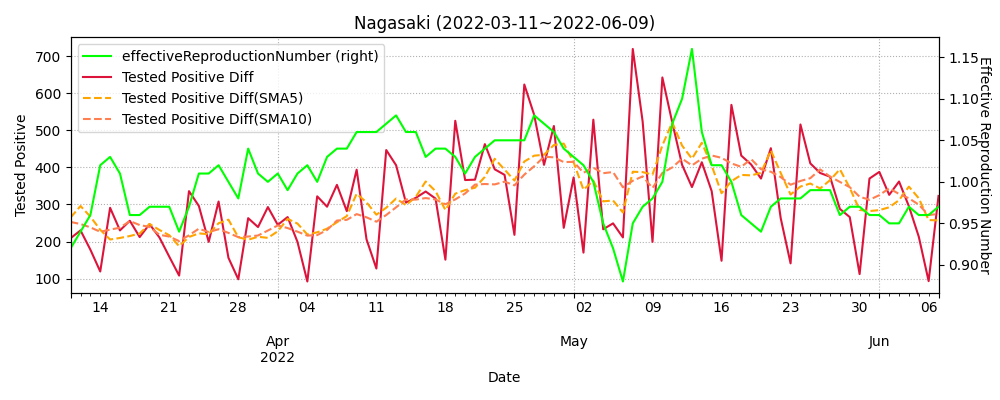 Nagasaki (2022-03-11~2022-06-09)
effectiveReproductionNumber (right)
Tested Positive Diff
Tested Positive Diff(SMA5)
Tested Positive Diff(SMA10)
Tested Positive
700
600
500
400
300
200
100
1.15
1.10
1.05
1.00
0.95
0.90
Effective Reproduction Number
14 21 28 04 11 18 25 02 09 16 23 30 06
Apr May Jun
2022
Date